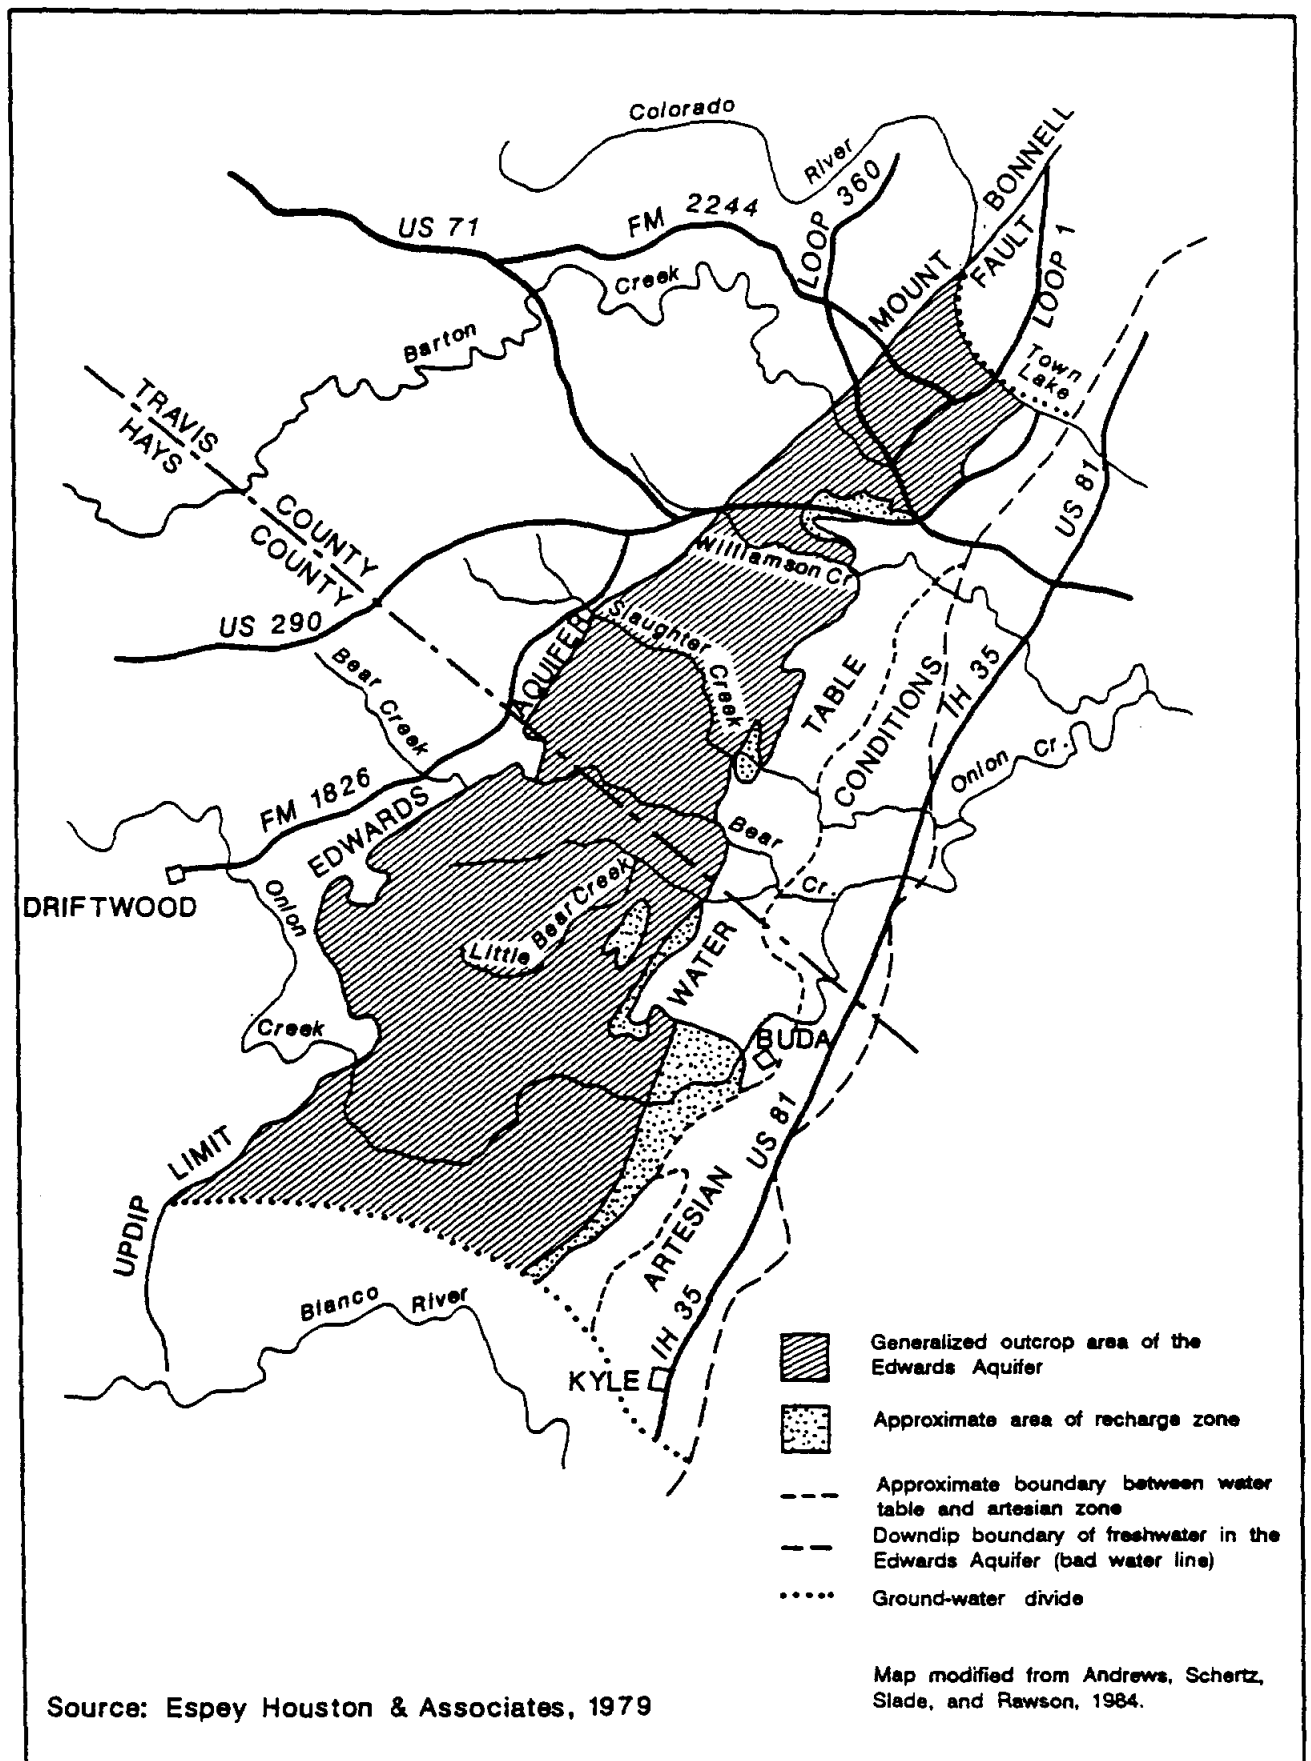 Colorado
River
BONNELL
LOOP 360
US 71
FM 2244
FAULT
MOUNT
LOOP 1
Creek
Barton
Town
Lake
TRAVIS
HAYS
COUNTY
COUNTY
US 81
Williamson Cr
US 290
Slaughter
Creek
AQUIFER
Bear
Creek
TABLE
CONDITIONS
IH 35
Onion Cr.
FM 1826
EDWARDS
Bear
Cr.
DRIFTWOOD
Onion
Creek
Little Bear Creek
WATER
BUDA
US 81
LIMIT
UPDIP
ARTESIAN
IH 35
Blanco River
KYLE
Generalized outcrop area of the
Edwards Aquifer
Approximate area of recharge zone
Approximate boundary between water
table and artesian zone
Downdip boundary of freshwater in the
Edwards Aquifer (bad water line)
Ground-water divide
Map modified from Andrews, Schertz,
Slade, and Rawson, 1984.
Source: Espey Houston & Associates, 1979